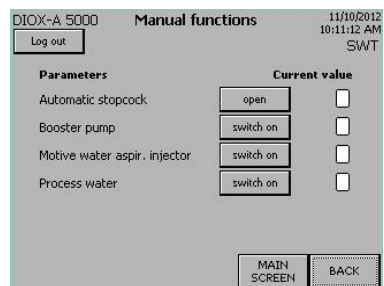 DIOX-A 5000 Manual functions 11/10/2012
Log out 10:11:12 AM
SWT
Parameters Current value
Automatic stopcock open
Booster pump switch on
Motive water aspir. injector switch on
Process water switch on
MAIN SCREEN BACK